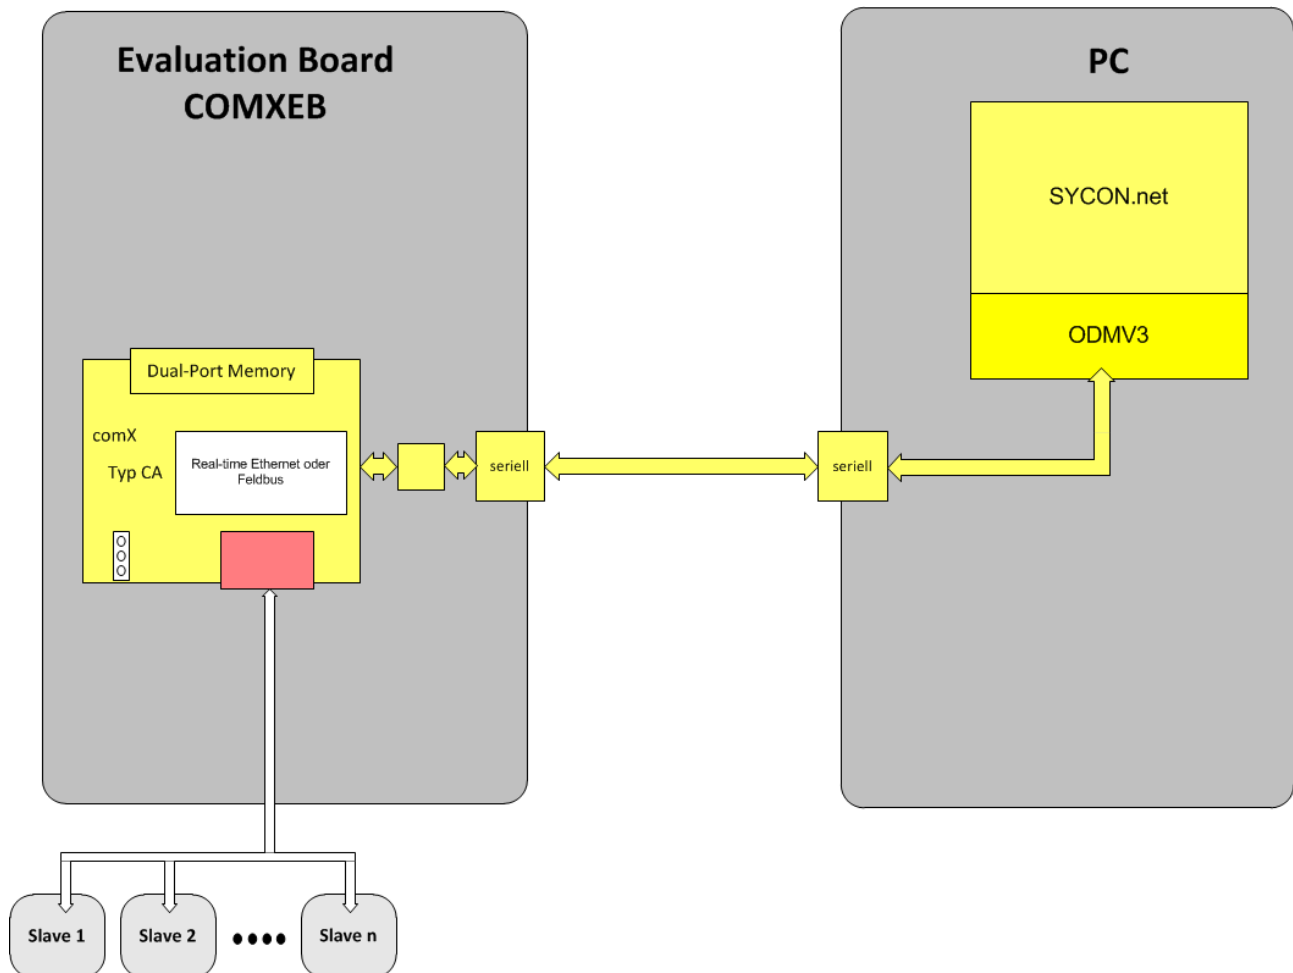 Evaluation Board
COMXEB
Dual-Port Memory
comX
Typ CA
Real-time Ethernet oder
Feldbus
seriell
seriell
PC
SYCON.net
ODMV3
Slave 1
Slave 2
Slave n